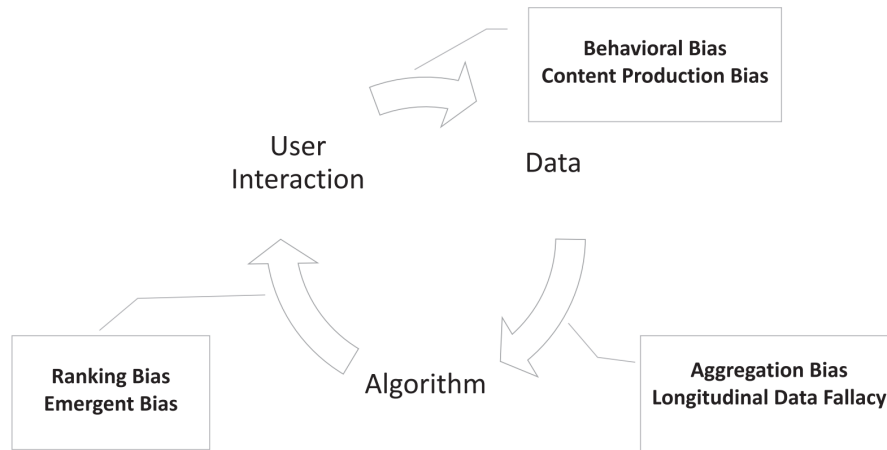 Behavioral Bias
Content Production Bias
User
Interaction
Data
Ranking Bias
Emergent Bias
Algorithm
Aggregation Bias
Longitudinal Data Fallacy